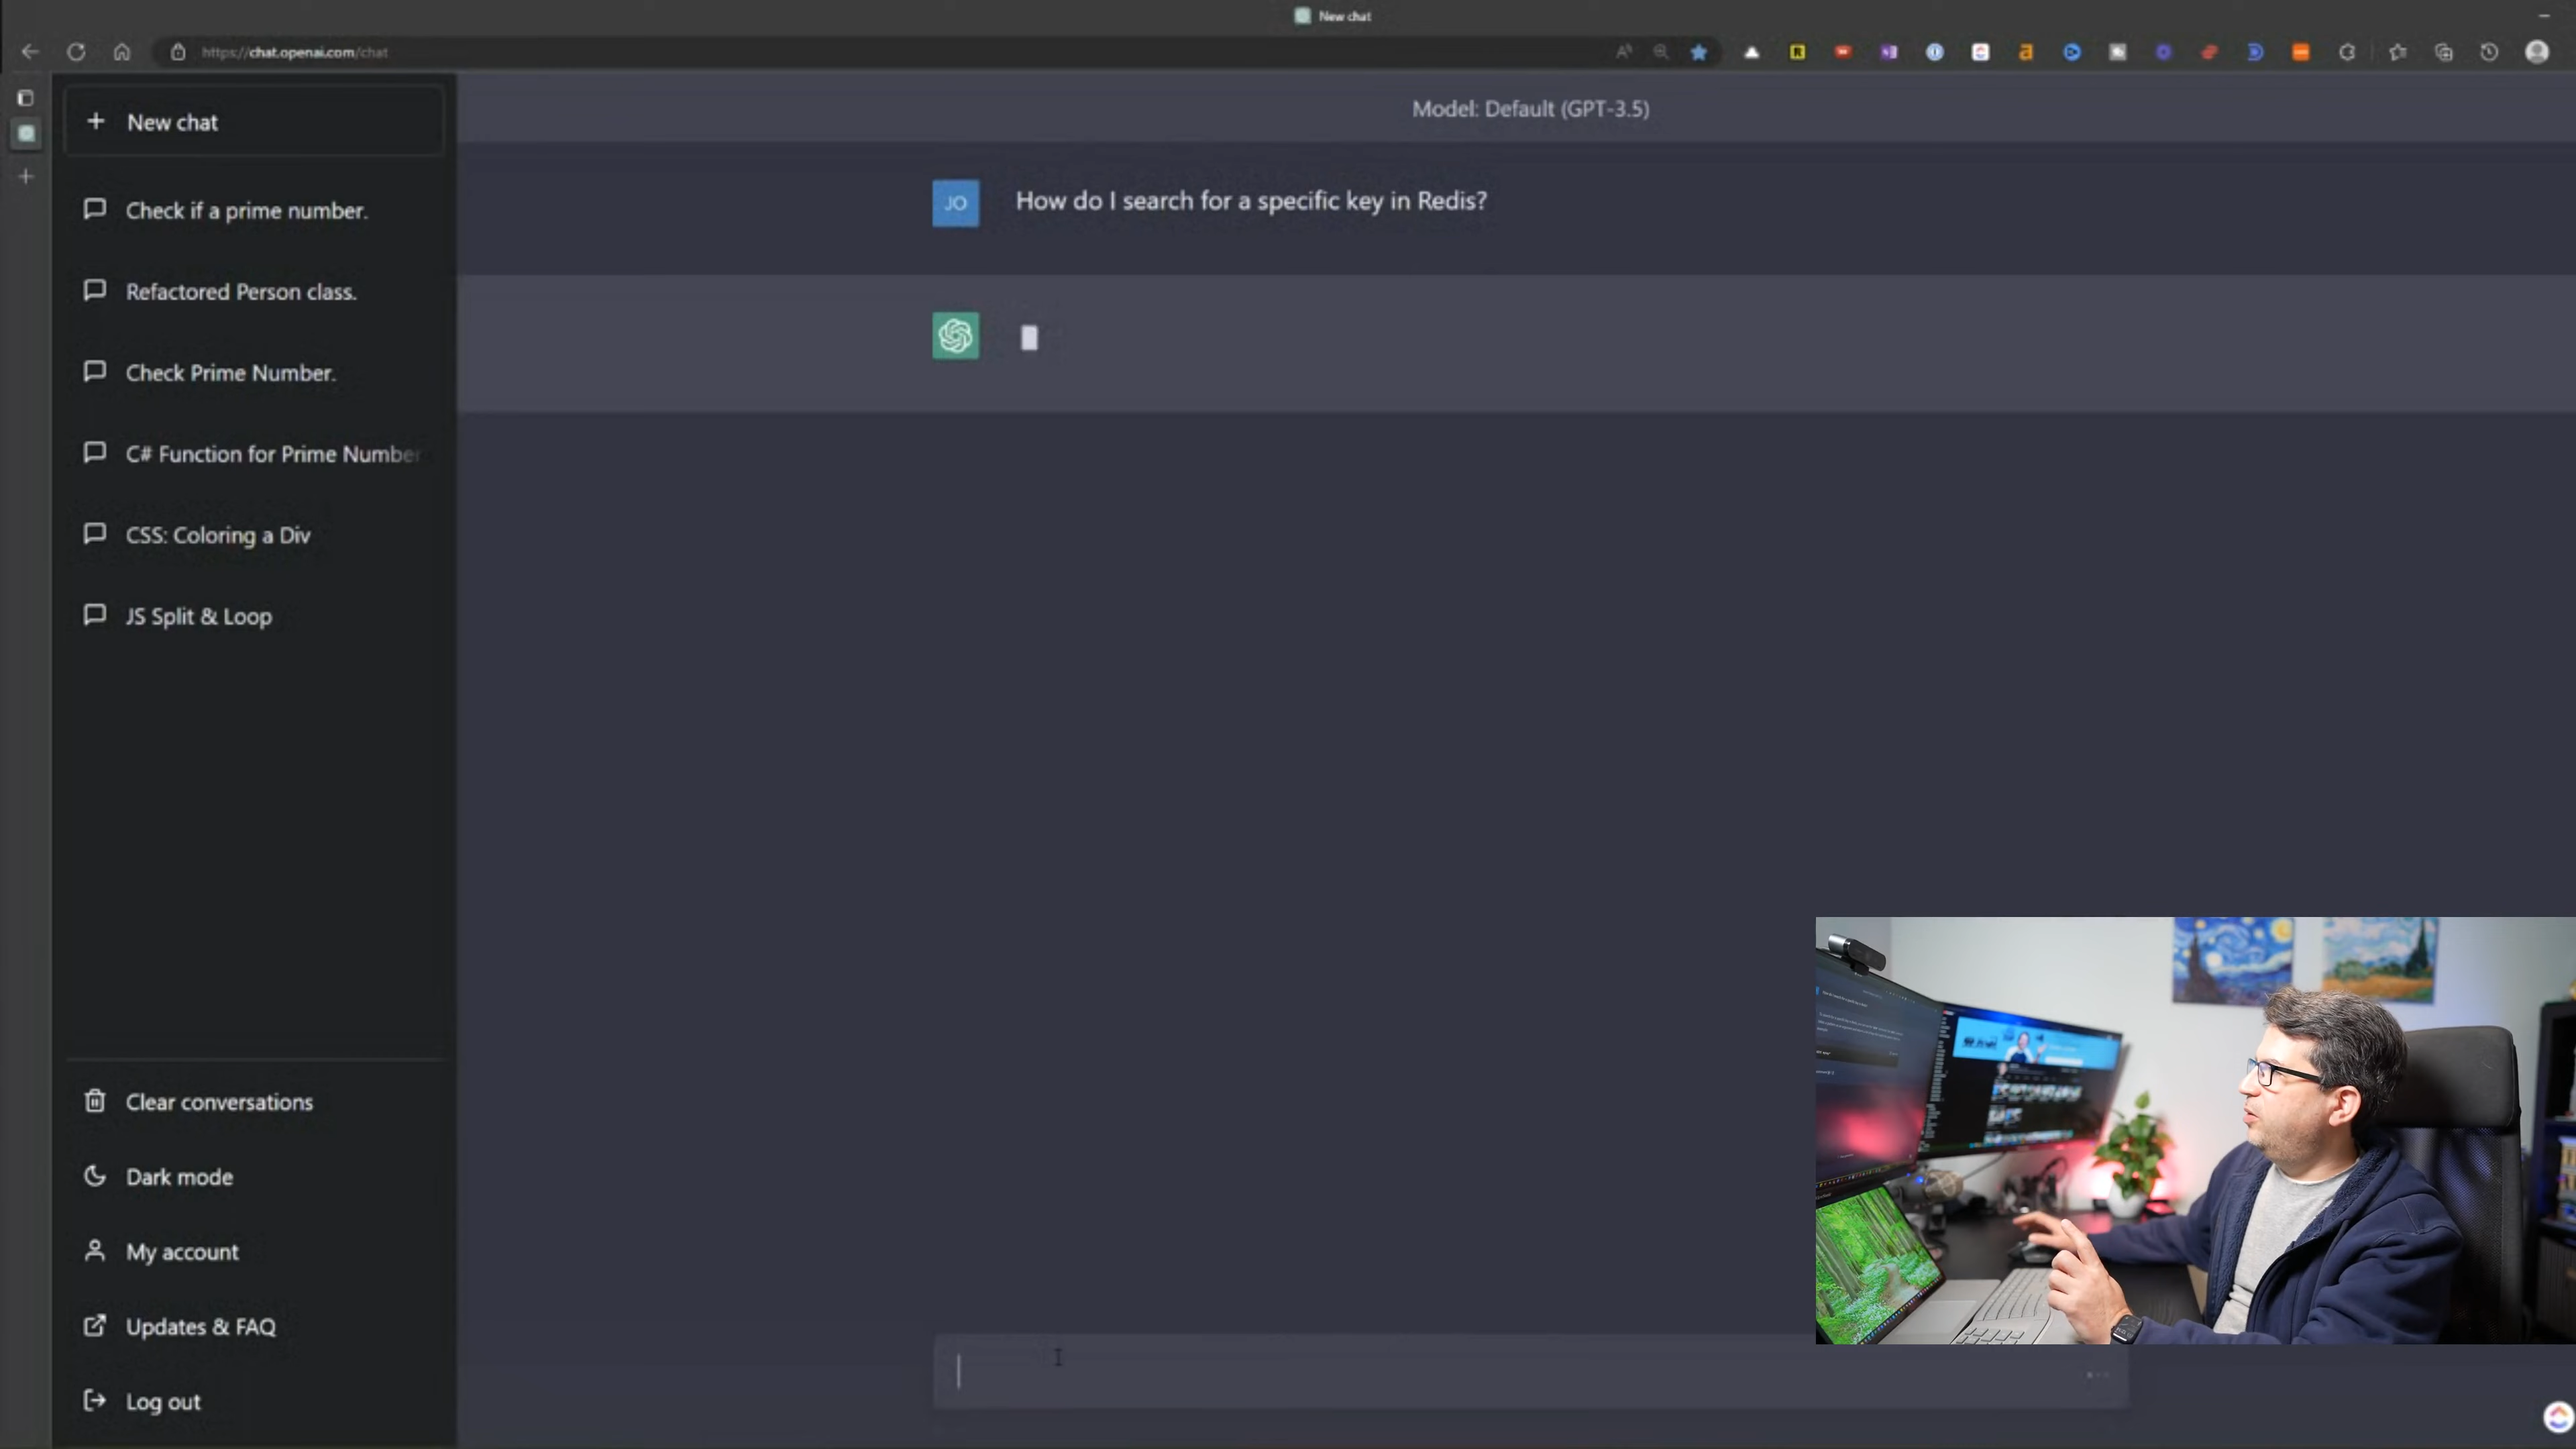 New chat
https://chat.openai.com/chat
New chat
Model: Default (GPT-3.5)
JO
How do I search for a specific key in Redis?
Check if a prime number.
Refactored Person class.
Check Prime Number.
C# Function for Prime Number
CSS: Coloring a Div
JS Split & Loop
Clear conversations
Dark mode
My account
Updates & FAQ
Log out